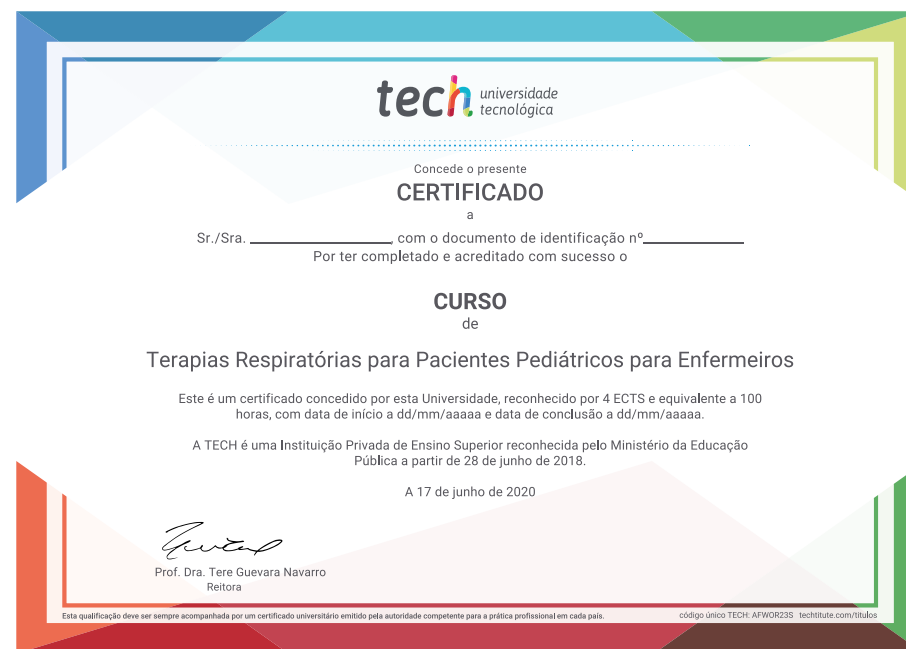 tech universidade
tecnológica
Concede o presente
CERTIFICADO
a
Sr./Sra. ________________, com o documento de identificação nº____________
Por ter completado e acreditado com sucesso o
CURSO
de
Terapias Respiratórias para Pacientes Pediátricos para Enfermeiros
Este é um certificado concedido por esta Universidade, reconhecido por 4 ECTS e equivalente a 100
horas, com data de início a dd/mm/aaaaa e data de conclusão a dd/mm/aaaaa.
A TECH é uma Instituição Privada de Ensino Superior reconhecida pelo Ministério da Educação
Pública a partir de 28 de junho de 2018.
A 17 de junho de 2020
Prof. Dra. Tere Guevara Navarro
Reitora
Esta qualificação deve ser sempre acompanhada por um certificado universitário emitido pela autoridade competente para a prática profissional em cada país. código único TECH: AFWOR23S techtitute.com/titulos